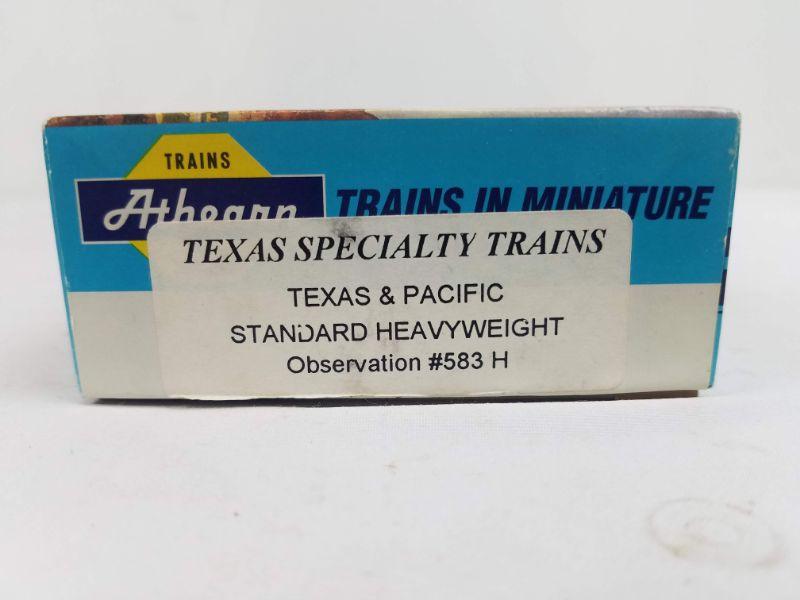 TRAINS
Athearn
TRAINS IN MINIATURE
TEXAS SPECIALTY TRAINS
TEXAS & PACIFIC
STANDARD HEAVYWEIGHT
Observation #583 H